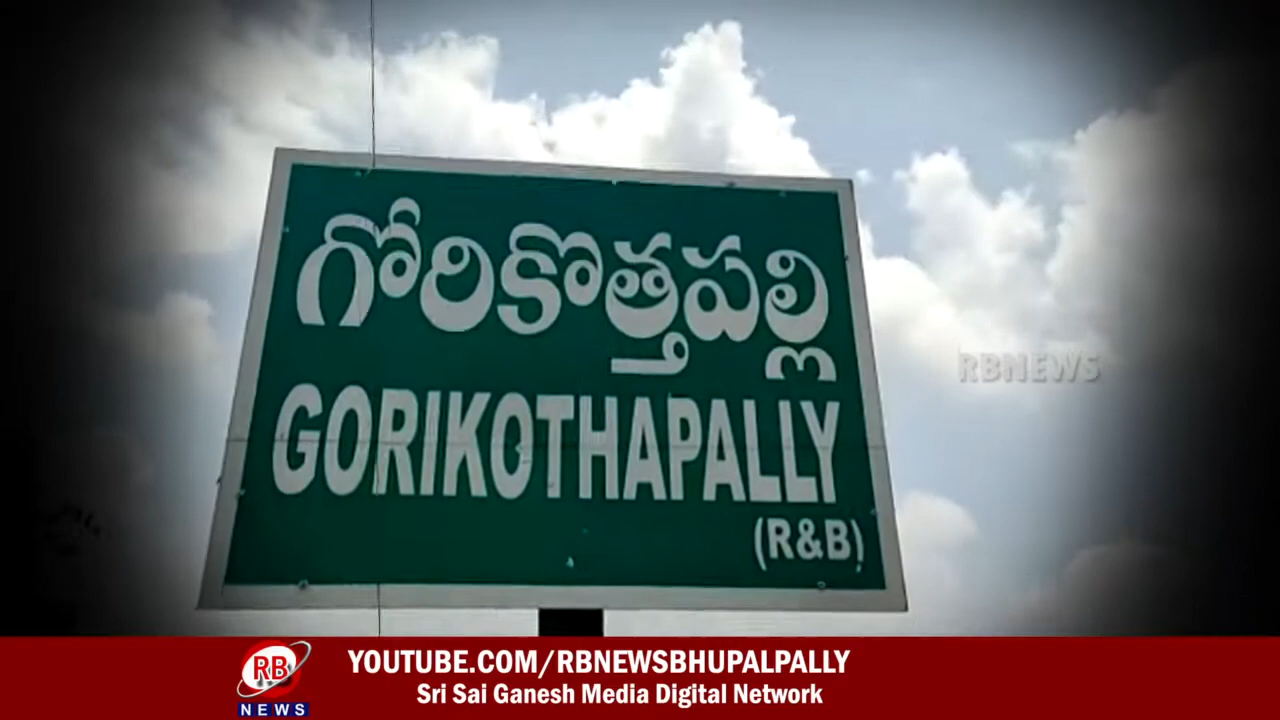 గోరికొత్తపల్లి
GORIKOTHAPALLY
(R&B)
RBNEWS
RB
NEWS
YOUTUBE.COM/RBNEWSBHUPALPALLY
Sri Sai Ganesh Media Digital Network